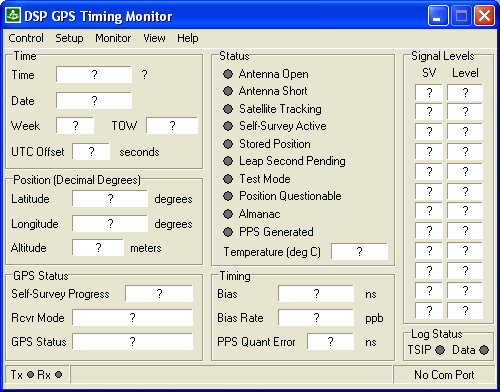 DSP GPS Timing Monitor
Control Setup Monitor View Help
Time
Time ? ?
Date ?
Week ? TOW ?
UTC Offset ? seconds
Position (Decimal Degrees)
Latitude ? degrees
Longitude ? degrees
Altitude ? meters
GPS Status
Self-Survey Progress ?
Rcvr Mode ?
GPS Status ?
Status
Antenna Open
Antenna Short
Satellite Tracking
Self-Survey Active
Stored Position
Leap Second Pending
Test Mode
Position Questionable
Almanac
PPS Generated
Temperature (deg C) ?
Timing
Bias ? ns
Bias Rate ? ppb
PPS Quant Error ? ns
Signal Levels
SV Level
? ?
? ?
? ?
? ?
? ?
? ?
? ?
? ?
? ?
? ?
? ?
? ?
Log Status
TSIP Data
Tx Rx
No Com Port